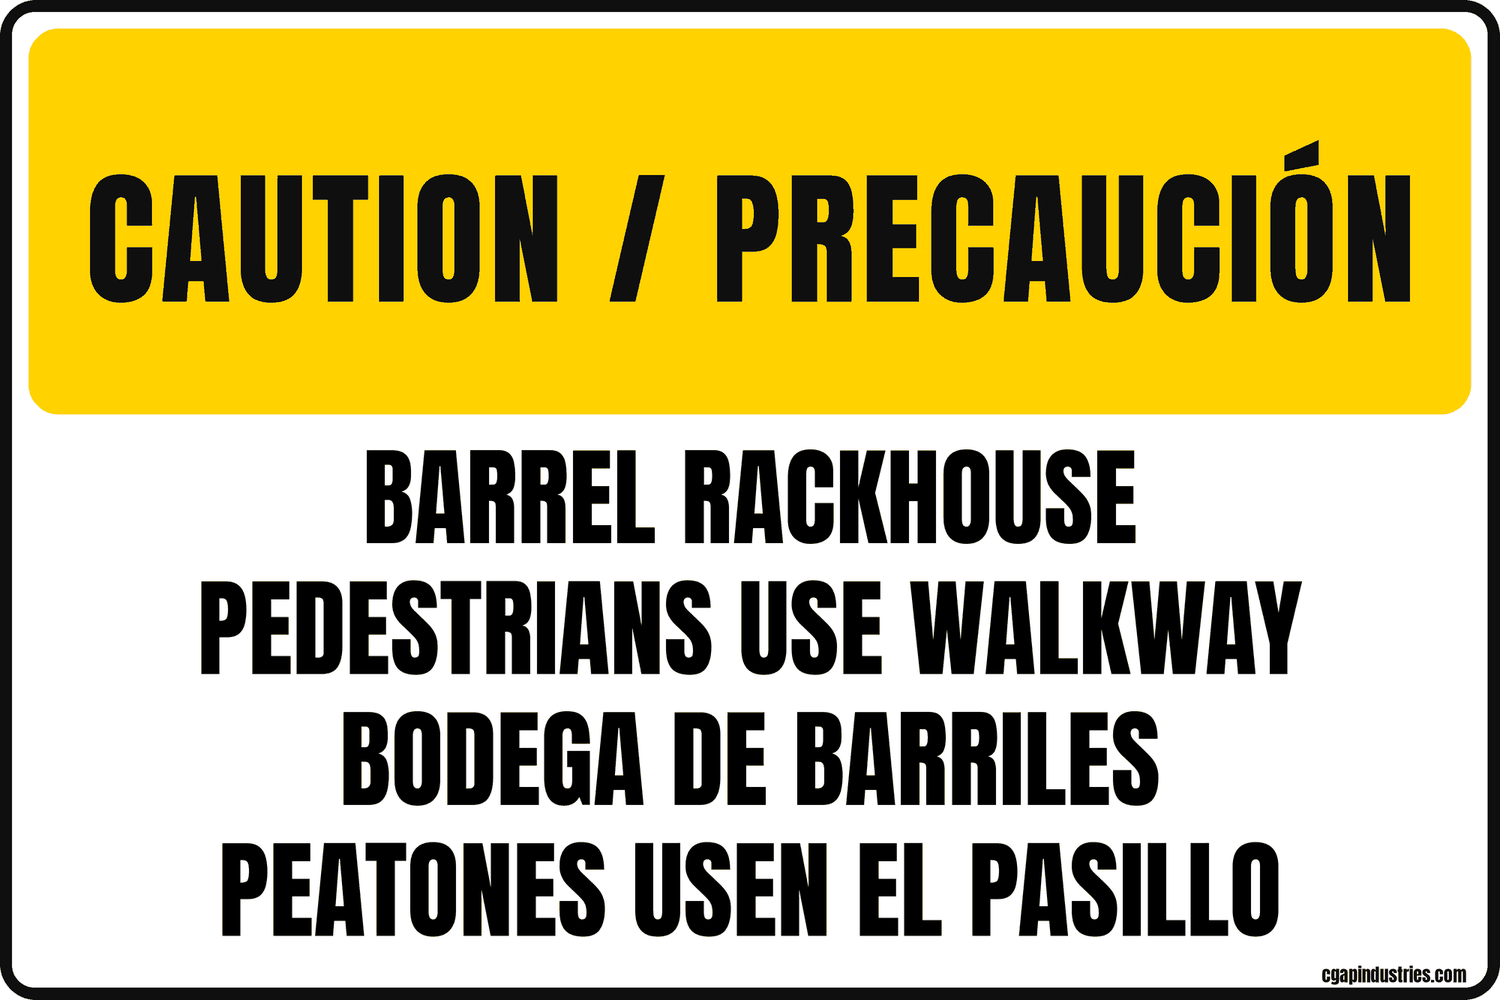 CAUTION / PRECAUCIÓN
BARREL RACKHOUSE
PEDESTRIANS USE WALKWAY
BODEGA DE BARRILES
PEATONES USEN EL PASILLO
cgapindustries.com